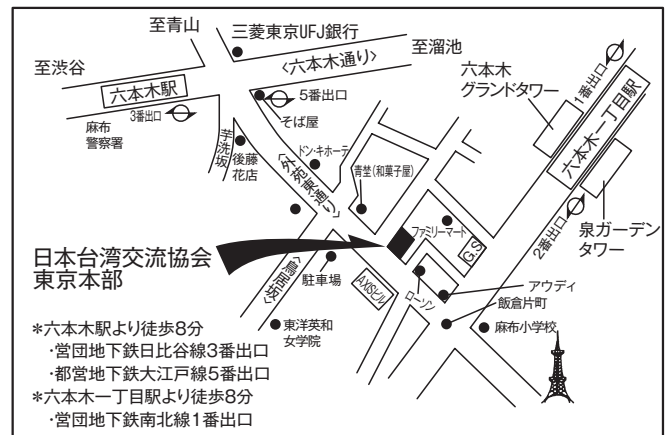 至青山
三菱東京UFJ銀行
〈六本木通り〉
至溜池
至渋谷
六本木駅
3番出口
麻布
警察署
5番出口
そば屋
六本木
グランドタワー
1番出口
六本木一丁目駅
芋洗坂
後藤
花店
ドン・キホーテ
〈外苑東通り〉
青埜(和菓子屋)
ファミリーマート
G.S
2番出口
泉ガーデン
タワー
日本台湾交流協会
東京本部
〈鳥居坂〉
駐車場
AXISビル
ローソン
アウディ
飯倉片町
東洋英和
女学院
麻布小学校
*六本木駅より徒歩8分
・営団地下鉄日比谷線3番出口
・都営地下鉄大江戸線5番出口
*六本木一丁目駅より徒歩8分
・営団地下鉄南北線1番出口